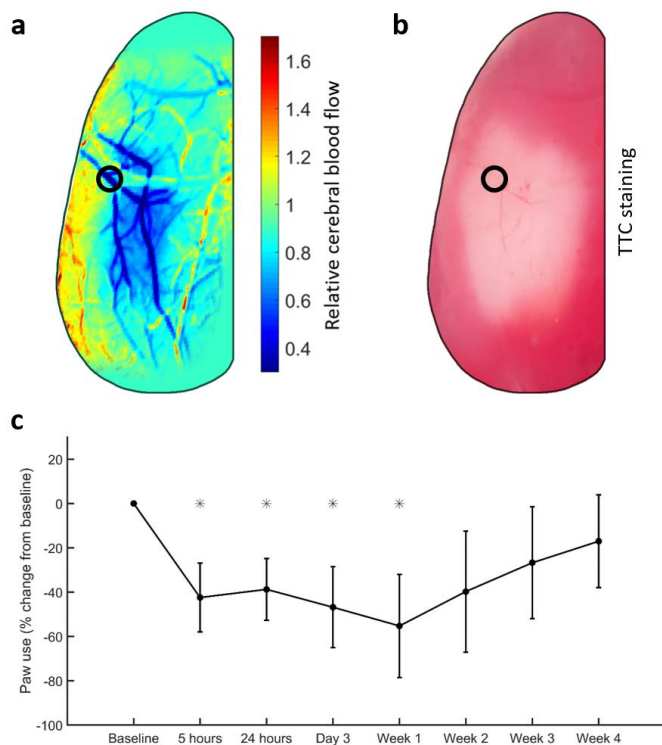 a
b
1.6
1.4
1.2
1
0.8
0.6
0.4
Relative cerebral blood flow
TTC staining
c
20
0
-20
-40
-60
-80
-100
Paw use (% change from baseline)
* * * *
Baseline 5 hours 24 hours Day 3 Week 1 Week 2 Week 3 Week 4